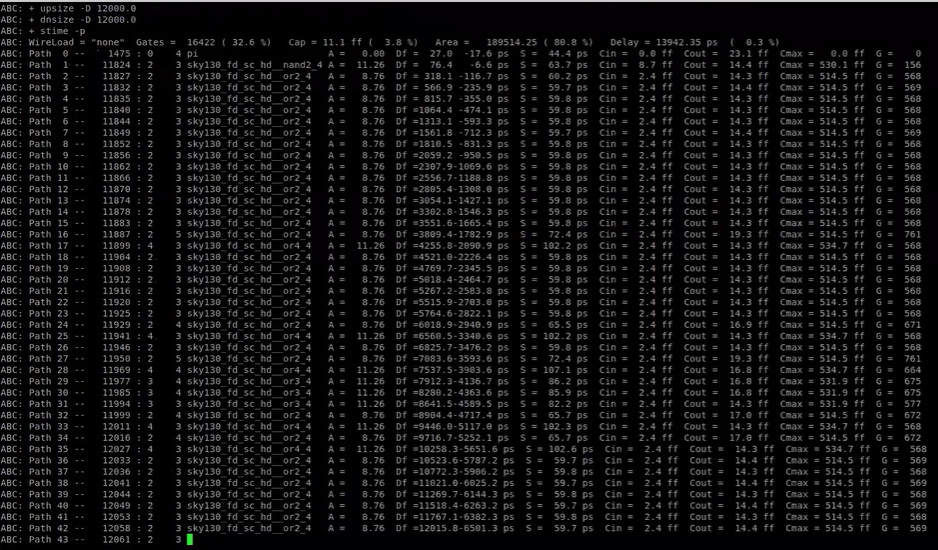 ABC: + upsize -D 12000.0
ABC: + dnsize -D 12000.0
ABC: + stime -p
ABC: WireLoad = "none"  Gates =  16422 ( 32.6 %)   Cap = 11.1 ff (  3.8 %)   Area =   189514.25 ( 80.8 %)   Delay = 13942.35 ps  (  0.3 %)
ABC: Path  0 --    1475 : 0    4 pi                      A =   0.00  Df =  27.0  -17.6 ps  S =  44.4 ps  Cin =  0.0 ff  Cout =  23.1 ff  Cmax =   0.0 ff  G =    0
ABC: Path  1 --   11824 : 2    3 sky130_fd_sc_hd__nand2_4 A =  11.26  Df =  76.4   -6.6 ps  S =  63.7 ps  Cin =  8.7 ff  Cout =  14.4 ff  Cmax = 530.1 ff  G =  156
ABC: Path  2 --   11827 : 2    3 sky130_fd_sc_hd__or2_4  A =   8.76  Df = 318.1 -116.7 ps  S =  60.2 ps  Cin =  2.4 ff  Cout =  14.3 ff  Cmax = 514.5 ff  G =  568
ABC: Path  3 --   11832 : 2    3 sky130_fd_sc_hd__or2_4  A =   8.76  Df = 566.9 -235.9 ps  S =  59.7 ps  Cin =  2.4 ff  Cout =  14.4 ff  Cmax = 514.5 ff  G =  569
ABC: Path  4 --   11835 : 2    3 sky130_fd_sc_hd__or2_4  A =   8.76  Df = 815.7 -355.0 ps  S =  59.8 ps  Cin =  2.4 ff  Cout =  14.3 ff  Cmax = 514.5 ff  G =  568
ABC: Path  5 --   11840 : 2    3 sky130_fd_sc_hd__or2_4  A =   8.76  Df =1064.4 -474.1 ps  S =  59.8 ps  Cin =  2.4 ff  Cout =  14.3 ff  Cmax = 514.5 ff  G =  568
ABC: Path  6 --   11844 : 2    3 sky130_fd_sc_hd__or2_4  A =   8.76  Df =1313.1 -593.3 ps  S =  59.8 ps  Cin =  2.4 ff  Cout =  14.3 ff  Cmax = 514.5 ff  G =  568
ABC: Path  7 --   11849 : 2    3 sky130_fd_sc_hd__or2_4  A =   8.76  Df =1561.8 -712.3 ps  S =  59.7 ps  Cin =  2.4 ff  Cout =  14.4 ff  Cmax = 514.5 ff  G =  569
ABC: Path  8 --   11852 : 2    3 sky130_fd_sc_hd__or2_4  A =   8.76  Df =1810.5 -831.3 ps  S =  59.8 ps  Cin =  2.4 ff  Cout =  14.3 ff  Cmax = 514.5 ff  G =  568
ABC: Path  9 --   11856 : 2    3 sky130_fd_sc_hd__or2_4  A =   8.76  Df =2059.2 -950.5 ps  S =  59.8 ps  Cin =  2.4 ff  Cout =  14.3 ff  Cmax = 514.5 ff  G =  568
ABC: Path 10 --   11862 : 2    3 sky130_fd_sc_hd__or2_4  A =   8.76  Df =2307.9-1069.6 ps  S =  59.8 ps  Cin =  2.4 ff  Cout =  14.3 ff  Cmax = 514.5 ff  G =  568
ABC: Path 11 --   11866 : 2    3 sky130_fd_sc_hd__or2_4  A =   8.76  Df =2556.7-1188.8 ps  S =  59.8 ps  Cin =  2.4 ff  Cout =  14.3 ff  Cmax = 514.5 ff  G =  568
ABC: Path 12 --   11870 : 2    3 sky130_fd_sc_hd__or2_4  A =   8.76  Df =2805.4-1308.0 ps  S =  59.8 ps  Cin =  2.4 ff  Cout =  14.3 ff  Cmax = 514.5 ff  G =  568
ABC: Path 13 --   11874 : 2    3 sky130_fd_sc_hd__or2_4  A =   8.76  Df =3054.1-1427.1 ps  S =  59.8 ps  Cin =  2.4 ff  Cout =  14.3 ff  Cmax = 514.5 ff  G =  568
ABC: Path 14 --   11878 : 2    3 sky130_fd_sc_hd__or2_4  A =   8.76  Df =3302.8-1546.3 ps  S =  59.8 ps  Cin =  2.4 ff  Cout =  14.3 ff  Cmax = 514.5 ff  G =  568
ABC: Path 15 --   11883 : 2    3 sky130_fd_sc_hd__or2_4  A =   8.76  Df =3551.6-1665.4 ps  S =  59.8 ps  Cin =  2.4 ff  Cout =  14.3 ff  Cmax = 514.5 ff  G =  568
ABC: Path 16 --   11887 : 2    5 sky130_fd_sc_hd__or2_4  A =   8.76  Df =3809.4-1782.9 ps  S =  72.4 ps  Cin =  2.4 ff  Cout =  19.3 ff  Cmax = 514.5 ff  G =  761
ABC: Path 17 --   11899 : 4    3 sky130_fd_sc_hd__or4_4  A =  11.26  Df =4255.8-2090.9 ps  S = 102.2 ps  Cin =  2.4 ff  Cout =  14.3 ff  Cmax = 534.7 ff  G =  568
ABC: Path 18 --   11904 : 2    3 sky130_fd_sc_hd__or2_4  A =   8.76  Df =4521.0-2226.4 ps  S =  59.8 ps  Cin =  2.4 ff  Cout =  14.3 ff  Cmax = 514.5 ff  G =  568
ABC: Path 19 --   11908 : 2    3 sky130_fd_sc_hd__or2_4  A =   8.76  Df =4769.7-2345.5 ps  S =  59.8 ps  Cin =  2.4 ff  Cout =  14.3 ff  Cmax = 514.5 ff  G =  568
ABC: Path 20 --   11912 : 2    3 sky130_fd_sc_hd__or2_4  A =   8.76  Df =5018.4-2464.7 ps  S =  59.8 ps  Cin =  2.4 ff  Cout =  14.3 ff  Cmax = 514.5 ff  G =  568
ABC: Path 21 --   11916 : 2    3 sky130_fd_sc_hd__or2_4  A =   8.76  Df =5267.2-2583.8 ps  S =  59.8 ps  Cin =  2.4 ff  Cout =  14.3 ff  Cmax = 514.5 ff  G =  568
ABC: Path 22 --   11920 : 2    3 sky130_fd_sc_hd__or2_4  A =   8.76  Df =5515.9-2703.0 ps  S =  59.8 ps  Cin =  2.4 ff  Cout =  14.3 ff  Cmax = 514.5 ff  G =  568
ABC: Path 23 --   11925 : 2    3 sky130_fd_sc_hd__or2_4  A =   8.76  Df =5764.6-2822.1 ps  S =  59.8 ps  Cin =  2.4 ff  Cout =  14.3 ff  Cmax = 514.5 ff  G =  568
ABC: Path 24 --   11929 : 2    4 sky130_fd_sc_hd__or2_4  A =   8.76  Df =6018.9-2940.9 ps  S =  65.5 ps  Cin =  2.4 ff  Cout =  16.9 ff  Cmax = 514.5 ff  G =  671
ABC: Path 25 --   11941 : 4    3 sky130_fd_sc_hd__or4_4  A =  11.26  Df =6560.5-3340.6 ps  S = 102.2 ps  Cin =  2.4 ff  Cout =  14.3 ff  Cmax = 534.7 ff  G =  568
ABC: Path 26 --   11946 : 2    3 sky130_fd_sc_hd__or2_4  A =   8.76  Df =6825.7-3476.2 ps  S =  59.8 ps  Cin =  2.4 ff  Cout =  14.3 ff  Cmax = 514.5 ff  G =  568
ABC: Path 27 --   11950 : 2    5 sky130_fd_sc_hd__or2_4  A =   8.76  Df =7083.6-3593.6 ps  S =  72.4 ps  Cin =  2.4 ff  Cout =  19.3 ff  Cmax = 514.5 ff  G =  761
ABC: Path 28 --   11969 : 4    4 sky130_fd_sc_hd__or4_4  A =  11.26  Df =7537.5-3903.6 ps  S = 107.1 ps  Cin =  2.4 ff  Cout =  16.8 ff  Cmax = 534.7 ff  G =  664
ABC: Path 29 --   11977 : 3    4 sky130_fd_sc_hd__or3_4  A =  11.26  Df =7912.3-4136.7 ps  S =  86.2 ps  Cin =  2.4 ff  Cout =  16.8 ff  Cmax = 531.9 ff  G =  675
ABC: Path 30 --   11985 : 3    4 sky130_fd_sc_hd__or3_4  A =  11.26  Df =8280.2-4363.6 ps  S =  85.9 ps  Cin =  2.4 ff  Cout =  16.8 ff  Cmax = 531.9 ff  G =  675
ABC: Path 31 --   11994 : 3    3 sky130_fd_sc_hd__or3_4  A =  11.26  Df =8641.5-4589.5 ps  S =  82.2 ps  Cin =  2.4 ff  Cout =  14.3 ff  Cmax = 531.9 ff  G =  577
ABC: Path 32 --   11999 : 2    4 sky130_fd_sc_hd__or2_4  A =   8.76  Df =8904.4-4717.4 ps  S =  65.7 ps  Cin =  2.4 ff  Cout =  17.0 ff  Cmax = 514.5 ff  G =  672
ABC: Path 33 --   12011 : 4    3 sky130_fd_sc_hd__or4_4  A =  11.26  Df =9446.0-5117.0 ps  S = 102.3 ps  Cin =  2.4 ff  Cout =  14.3 ff  Cmax = 534.7 ff  G =  568
ABC: Path 34 --   12016 : 2    4 sky130_fd_sc_hd__or2_4  A =   8.76  Df =9716.7-5252.1 ps  S =  65.7 ps  Cin =  2.4 ff  Cout =  17.0 ff  Cmax = 514.5 ff  G =  672
ABC: Path 35 --   12027 : 4    3 sky130_fd_sc_hd__or4_4  A =  11.26  Df =10258.3-5651.6 ps  S = 102.6 ps  Cin =  2.4 ff  Cout =  14.3 ff  Cmax = 534.7 ff  G =  568
ABC: Path 36 --   12033 : 2    3 sky130_fd_sc_hd__or2_4  A =   8.76  Df =10523.6-5787.2 ps  S =  59.7 ps  Cin =  2.4 ff  Cout =  14.4 ff  Cmax = 514.5 ff  G =  569
ABC: Path 37 --   12036 : 2    3 sky130_fd_sc_hd__or2_4  A =   8.76  Df =10772.3-5906.2 ps  S =  59.8 ps  Cin =  2.4 ff  Cout =  14.3 ff  Cmax = 514.5 ff  G =  568
ABC: Path 38 --   12041 : 2    3 sky130_fd_sc_hd__or2_4  A =   8.76  Df =11021.0-6025.2 ps  S =  59.7 ps  Cin =  2.4 ff  Cout =  14.4 ff  Cmax = 514.5 ff  G =  569
ABC: Path 39 --   12044 : 2    3 sky130_fd_sc_hd__or2_4  A =   8.76  Df =11269.7-6144.3 ps  S =  59.8 ps  Cin =  2.4 ff  Cout =  14.3 ff  Cmax = 514.5 ff  G =  568
ABC: Path 40 --   12049 : 2    3 sky130_fd_sc_hd__or2_4  A =   8.76  Df =11518.4-6263.2 ps  S =  59.7 ps  Cin =  2.4 ff  Cout =  14.4 ff  Cmax = 514.5 ff  G =  569
ABC: Path 41 --   12053 : 2    3 sky130_fd_sc_hd__or2_4  A =   8.76  Df =11767.1-6382.3 ps  S =  59.8 ps  Cin =  2.4 ff  Cout =  14.3 ff  Cmax = 514.5 ff  G =  568
ABC: Path 42 --   12058 : 2    3 sky130_fd_sc_hd__or2_4  A =   8.76  Df =12015.8-6501.3 ps  S =  59.7 ps  Cin =  2.4 ff  Cout =  14.4 ff  Cmax = 514.5 ff  G =  569
ABC: Path 43 --   12061 : 2    3